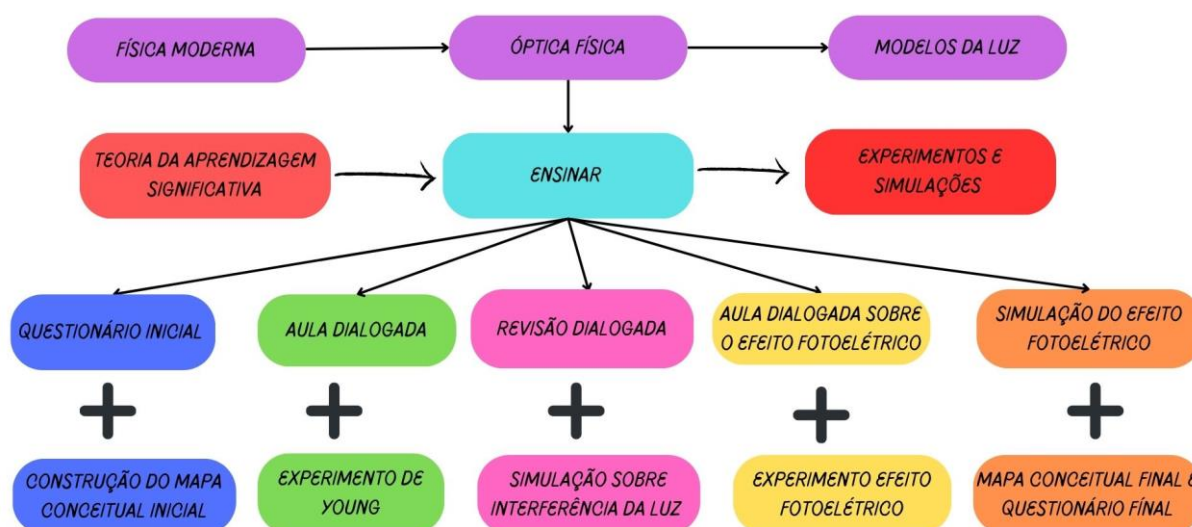 FÍSICA MODERNA
ÓPTICA FÍSICA
MODELOS DA LUZ
TEORIA DA APRENDIZAGEM
SIGNIFICATIVA
ENSINAR
EXPERIMENTOS E
SIMULAÇÕES
QUESTIONÁRIO INICIAL
AULA DIALOGADA
REVISÃO DIALOGADA
AULA DIALOGADA SOBRE
O EFEITO FOTOELÉTRICO
SIMULAÇÃO DO EFEITO
FOTOELÉTRICO
CONSTRUÇÃO DO MAPA
CONCEITUAL INICIAL
EXPERIMENTO DE
YOUNG
SIMULAÇÃO SOBRE
INTERFERÊNCIA DA LUZ
EXPERIMENTO EFEITO
FOTOELÉTRICO
MAPA CONCEITUAL FINAL E
QUESTIONÁRIO FÍNAL